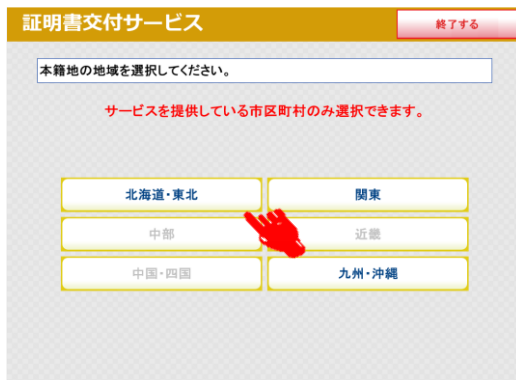 証明書交付サービス
終了する
本籍地の地域を選択してください。
サービスを提供している市区町村のみ選択できます。
北海道・東北
関東
中部
近畿
中国・四国
九州・沖縄